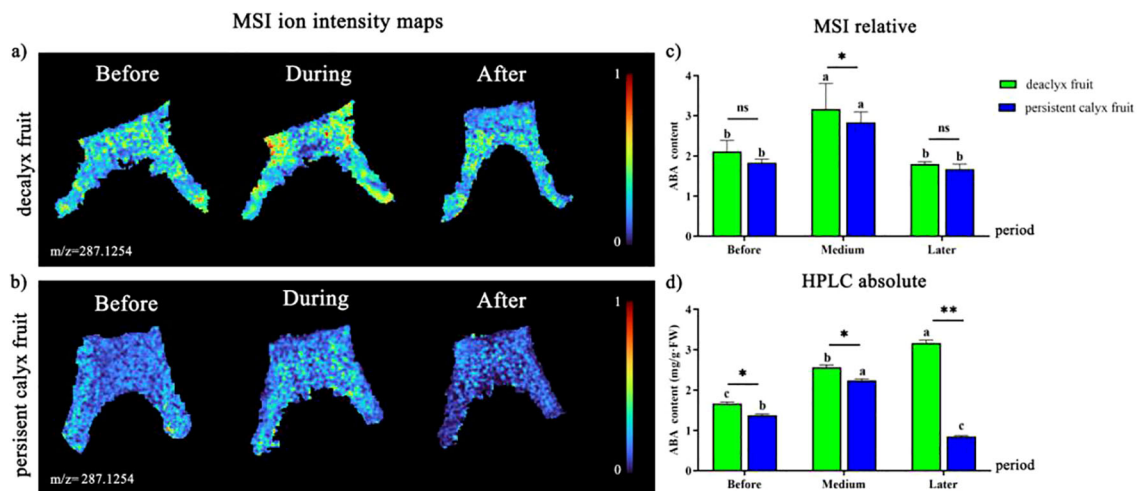 MSI ion intensity maps
a)
decalyx fruit
Before During After
1
0
m/z=287.1254
b)
persisent calyx fruit
Before During After
1
0
m/z=287.1254
MSI relative
c)
deaclyx fruit
persistent calyx fruit
ABA content
4
3
2
1
0
ns * ns
b b a a b b
Before Medium Later
period
HPLC absolute
d)
ABA content (mg/g·FW)
4
3
2
1
0
* * **
c b b a a c
Before Medium Later
period